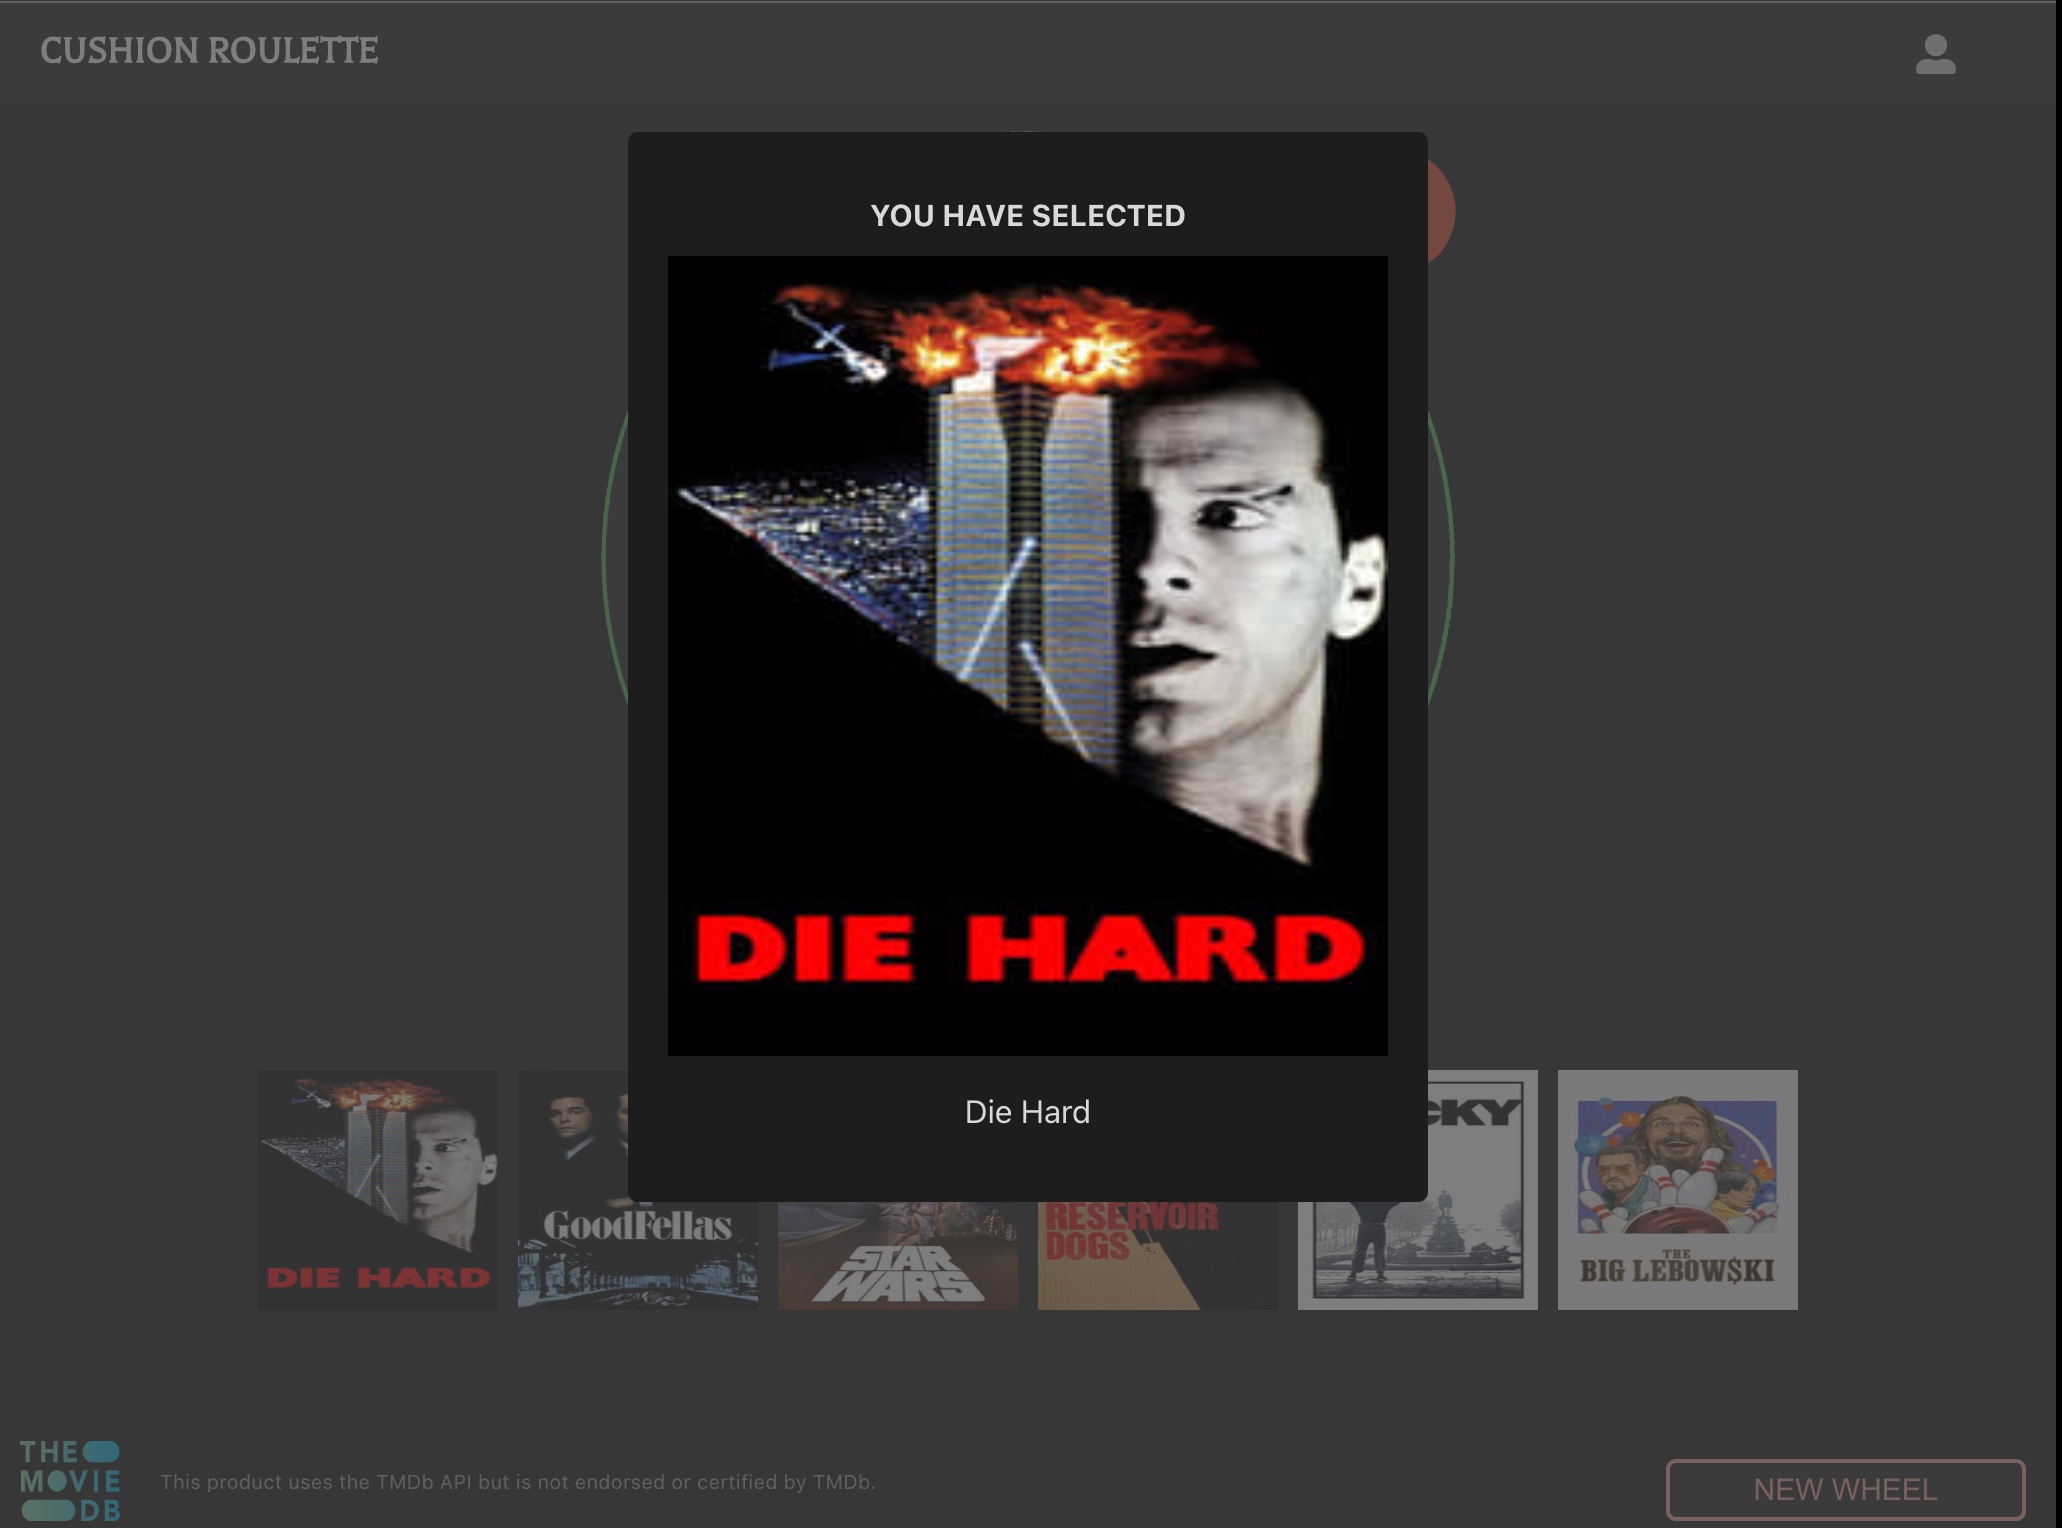 CUSHION ROULETTE
YOU HAVE SELECTED
DIE HARD
Die Hard
DIE HARD
GoodFellas
STAR
WARS
RESERVOIR
DOGS
CKY
THE
BIG LEBOW$KI
THE
MOVIE
DB
This product uses the TMDb API but is not endorsed or certified by TMDb.
NEW WHEEL